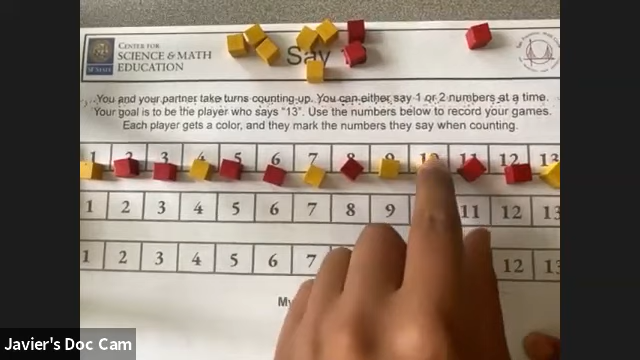 CENTER FOR
SCIENCE & MATH
EDUCATION
Say
You and your partner take turns counting up. You can either say 1 or 2 numbers at a time.
Your goal is to be the player who says "13". Use the numbers below to record your games.
Each player gets a color, and they mark the numbers they say when counting.
1 2 3 4 5 6 7 8 9 10 11 12 13
1 2 3 4 5 6 7 8 9 11 12 13
1 2 3 4 5 6 7 12 13
Javier's Doc Cam